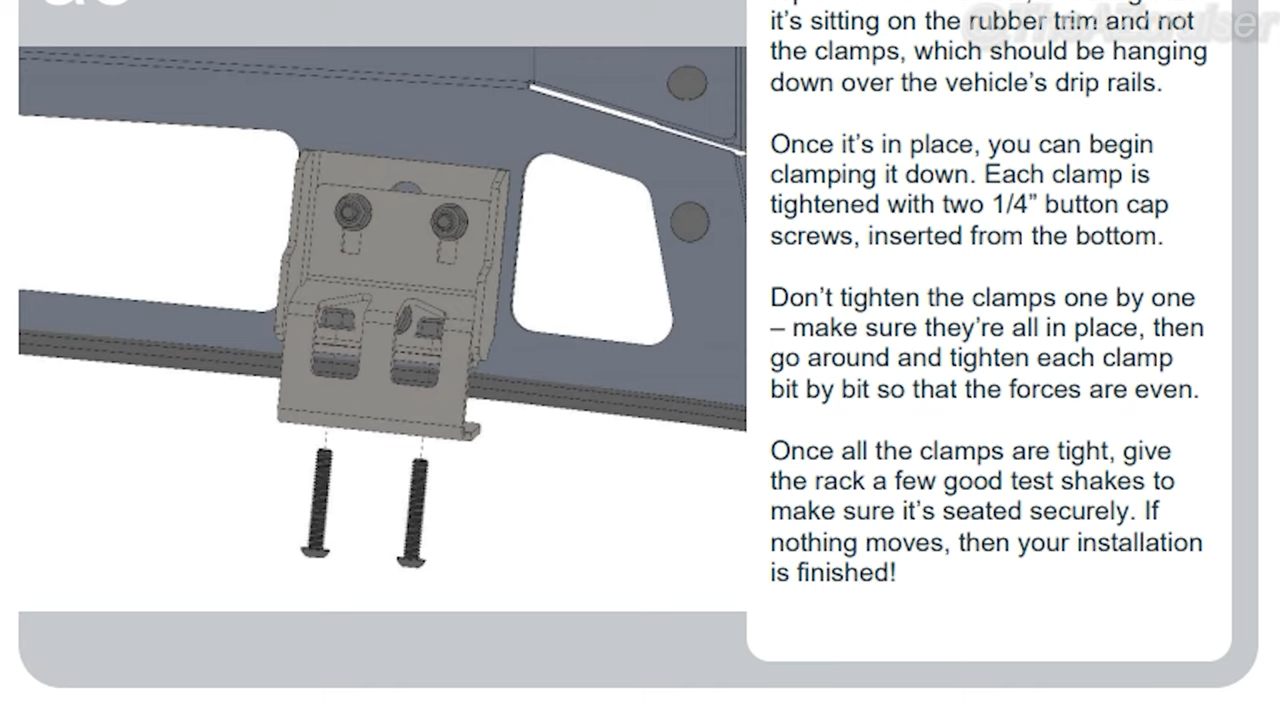 it’s sitting on the rubber trim and not
the clamps, which should be hanging
down over the vehicle’s drip rails.
Once it’s in place, you can begin
clamping it down. Each clamp is
tightened with two 1/4” button cap
screws, inserted from the bottom.
Don’t tighten the clamps one by one
– make sure they’re all in place, then
go around and tighten each clamp
bit by bit so that the forces are even.
Once all the clamps are tight, give
the rack a few good test shakes to
make sure it’s seated securely. If
nothing moves, then your installation
is finished!